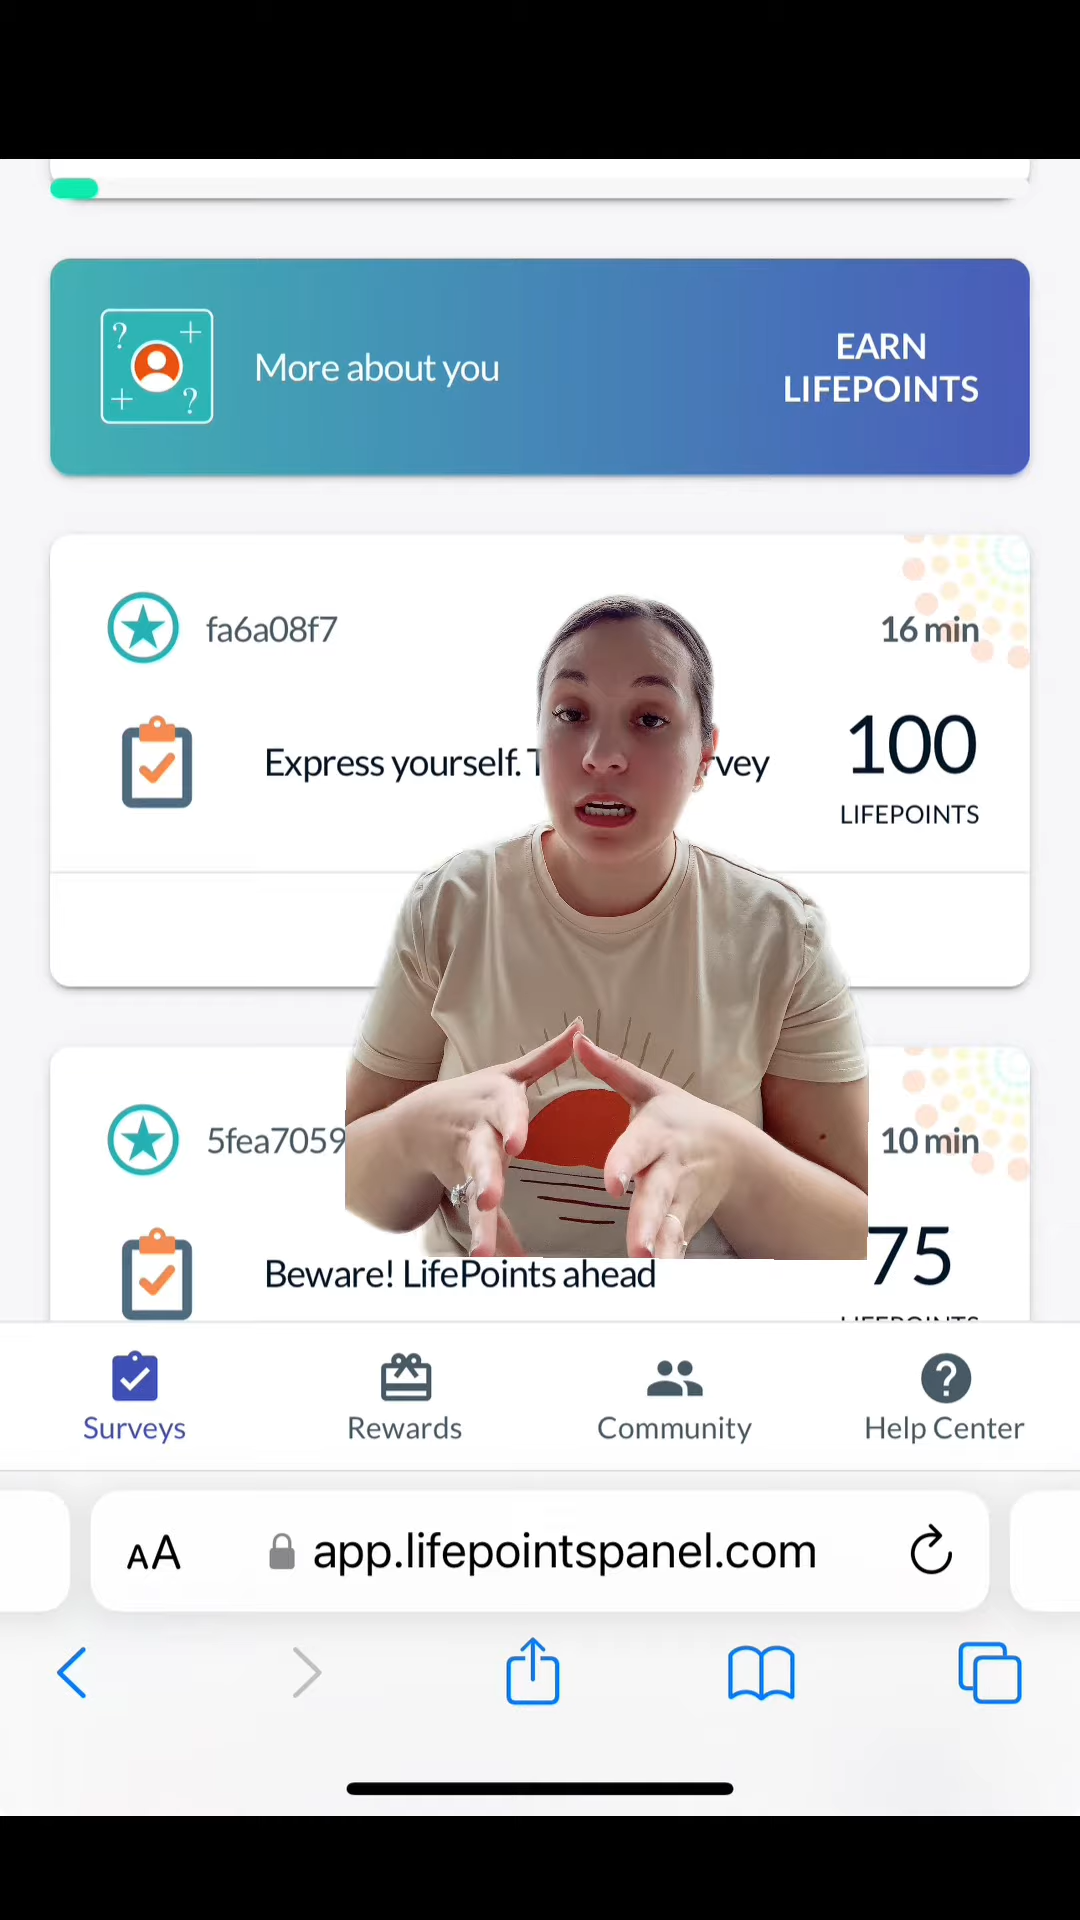 More about you
EARN
LIFEPOINTS
fa6a08f7
16 min
Express yourself.
100
LIFEPOINTS
5fea7059
10 min
Beware! LifePoints ahead
75
Surveys
Rewards
Community
Help Center
AA
app.lifepointspanel.com